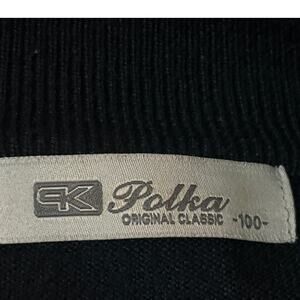 PK Polka
ORIGINAL CLASSIC -100-